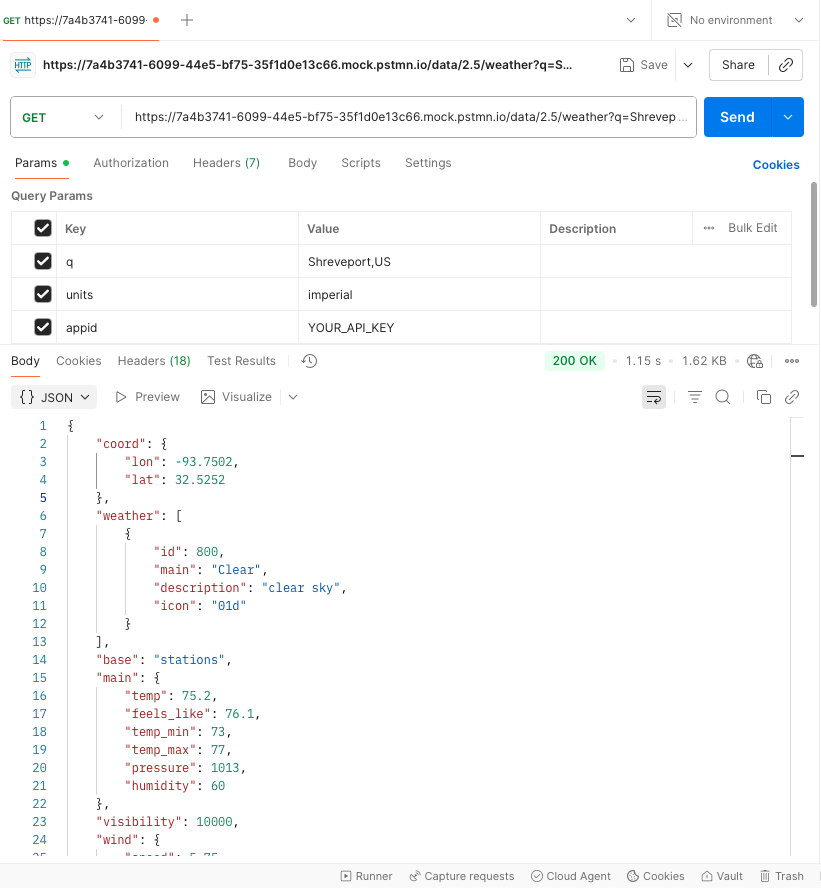 GET https://7a4b3741-6099-
No environment
HTTP https://7a4b3741-6099-44e5-bf75-35f1d0e13c66.mock.pstmn.io/data/2.5/weather?q=S... Save Share
GET https://7a4b3741-6099-44e5-bf75-35f1d0e13c66.mock.pstmn.io/data/2.5/weather?q=Shrevep ... Send
Params Authorization Headers (7) Body Scripts Settings Cookies
Query Params
Key Value Description Bulk Edit
q Shreveport,US
units imperial
appid YOUR_API_KEY
Body Cookies Headers (18) Test Results 200 OK 1.15 s 1.62 KB
{} JSON Preview Visualize
1 {
2 "coord": {
3 "lon": -93.7502,
4 "lat": 32.5252
5 },
6 "weather": [
7 {
8 "id": 800,
9 "main": "Clear",
10 "description": "clear sky",
11 "icon": "01d"
12 }
13 ],
14 "base": "stations",
15 "main": {
16 "temp": 75.2,
17 "feels_like": 76.1,
18 "temp_min": 73,
19 "temp_max": 77,
20 "pressure": 1013,
21 "humidity": 60
22 },
23 "visibility": 10000,
24 "wind": {
Runner Capture requests Cloud Agent Cookies Vault Trash